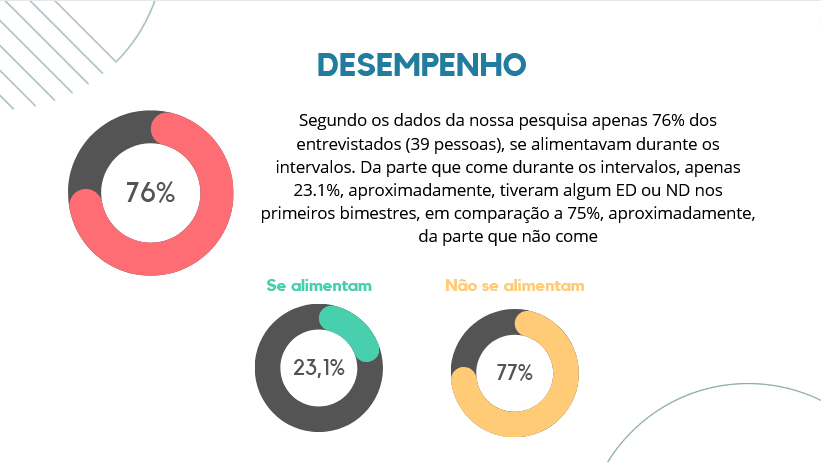 DESEMPENHO
Segundo os dados da nossa pesquisa apenas 76% dos
entrevistados (39 pessoas), se alimentavam durante os
intervalos. Da parte que come durante os intervalos, apenas
23.1%, aproximadamente, tiveram algum ED ou ND nos
primeiros bimestres, em comparação a 75%, aproximadamente,
da parte que não come
76%
Se alimentam
Não se alimentam
23,1%
77%